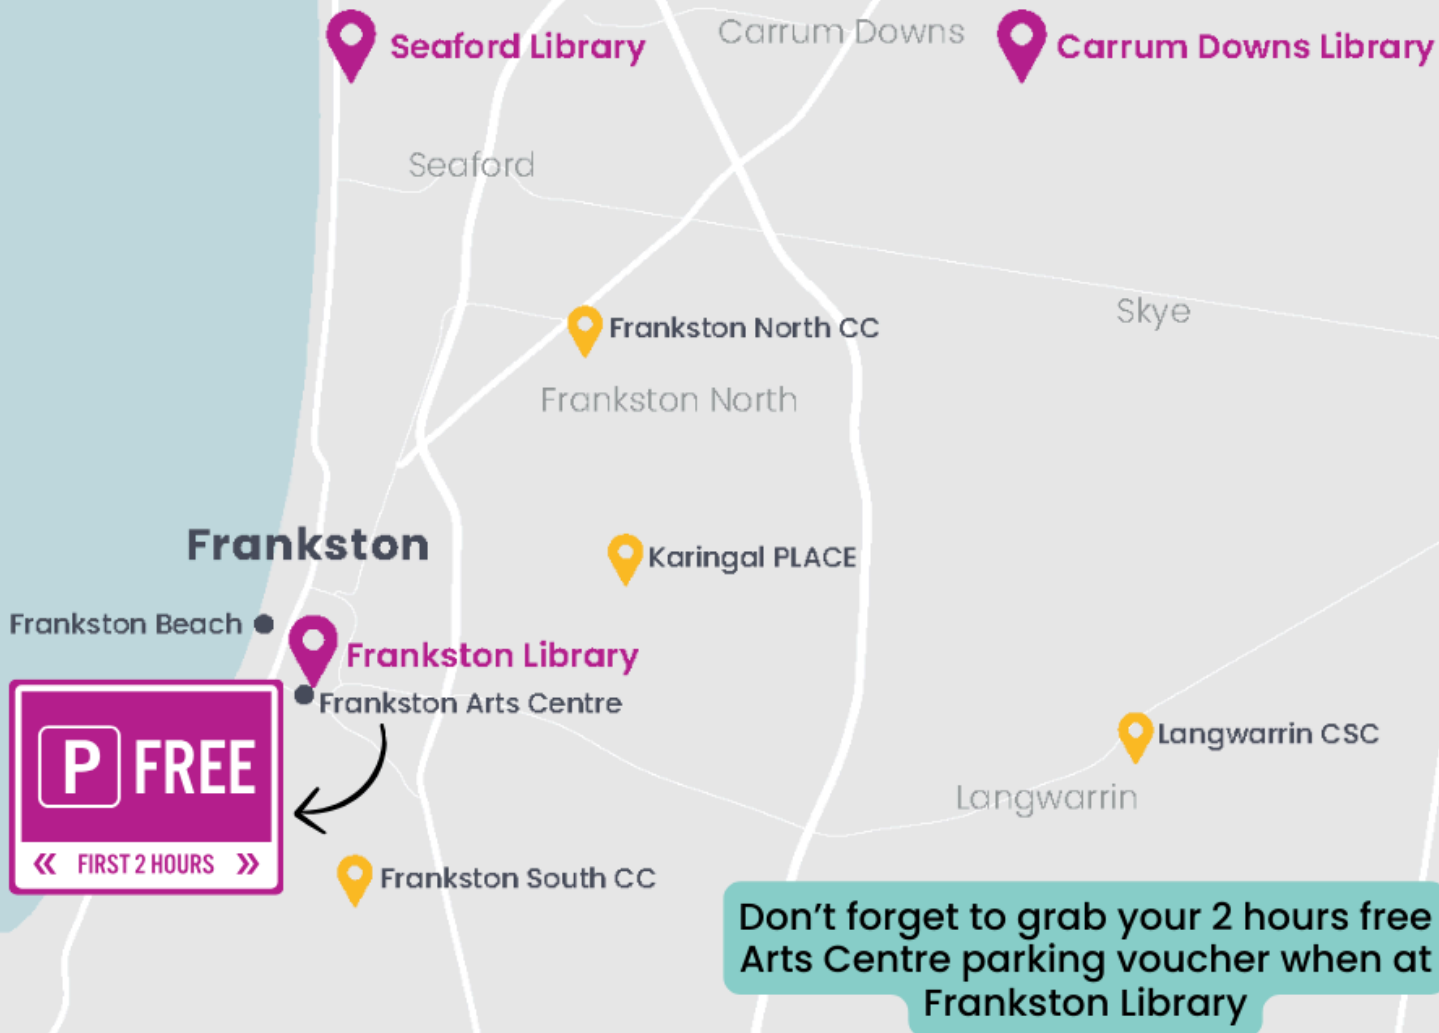 Carrum Downs
Seaford Library
Carrum Downs Library
Seaford
Skye
Frankston North CC
Frankston North
Frankston
Karingal PLACE
Frankston Beach
Frankston Library
Frankston Arts Centre
P FREE
« FIRST 2 HOURS »
Langwarrin CSC
Langwarrin
Frankston South CC
Don’t forget to grab your 2 hours free
Arts Centre parking voucher when at
Frankston Library